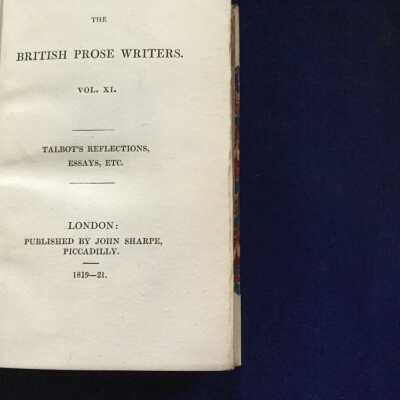 THE
BRITISH PROSE WRITERS.
VOL. XI.
TALBOT'S REFLECTIONS,
ESSAYS, ETC.
LONDON:
PUBLISHED BY JOHN SHARPE,
PICCADILLY.
1819—21.